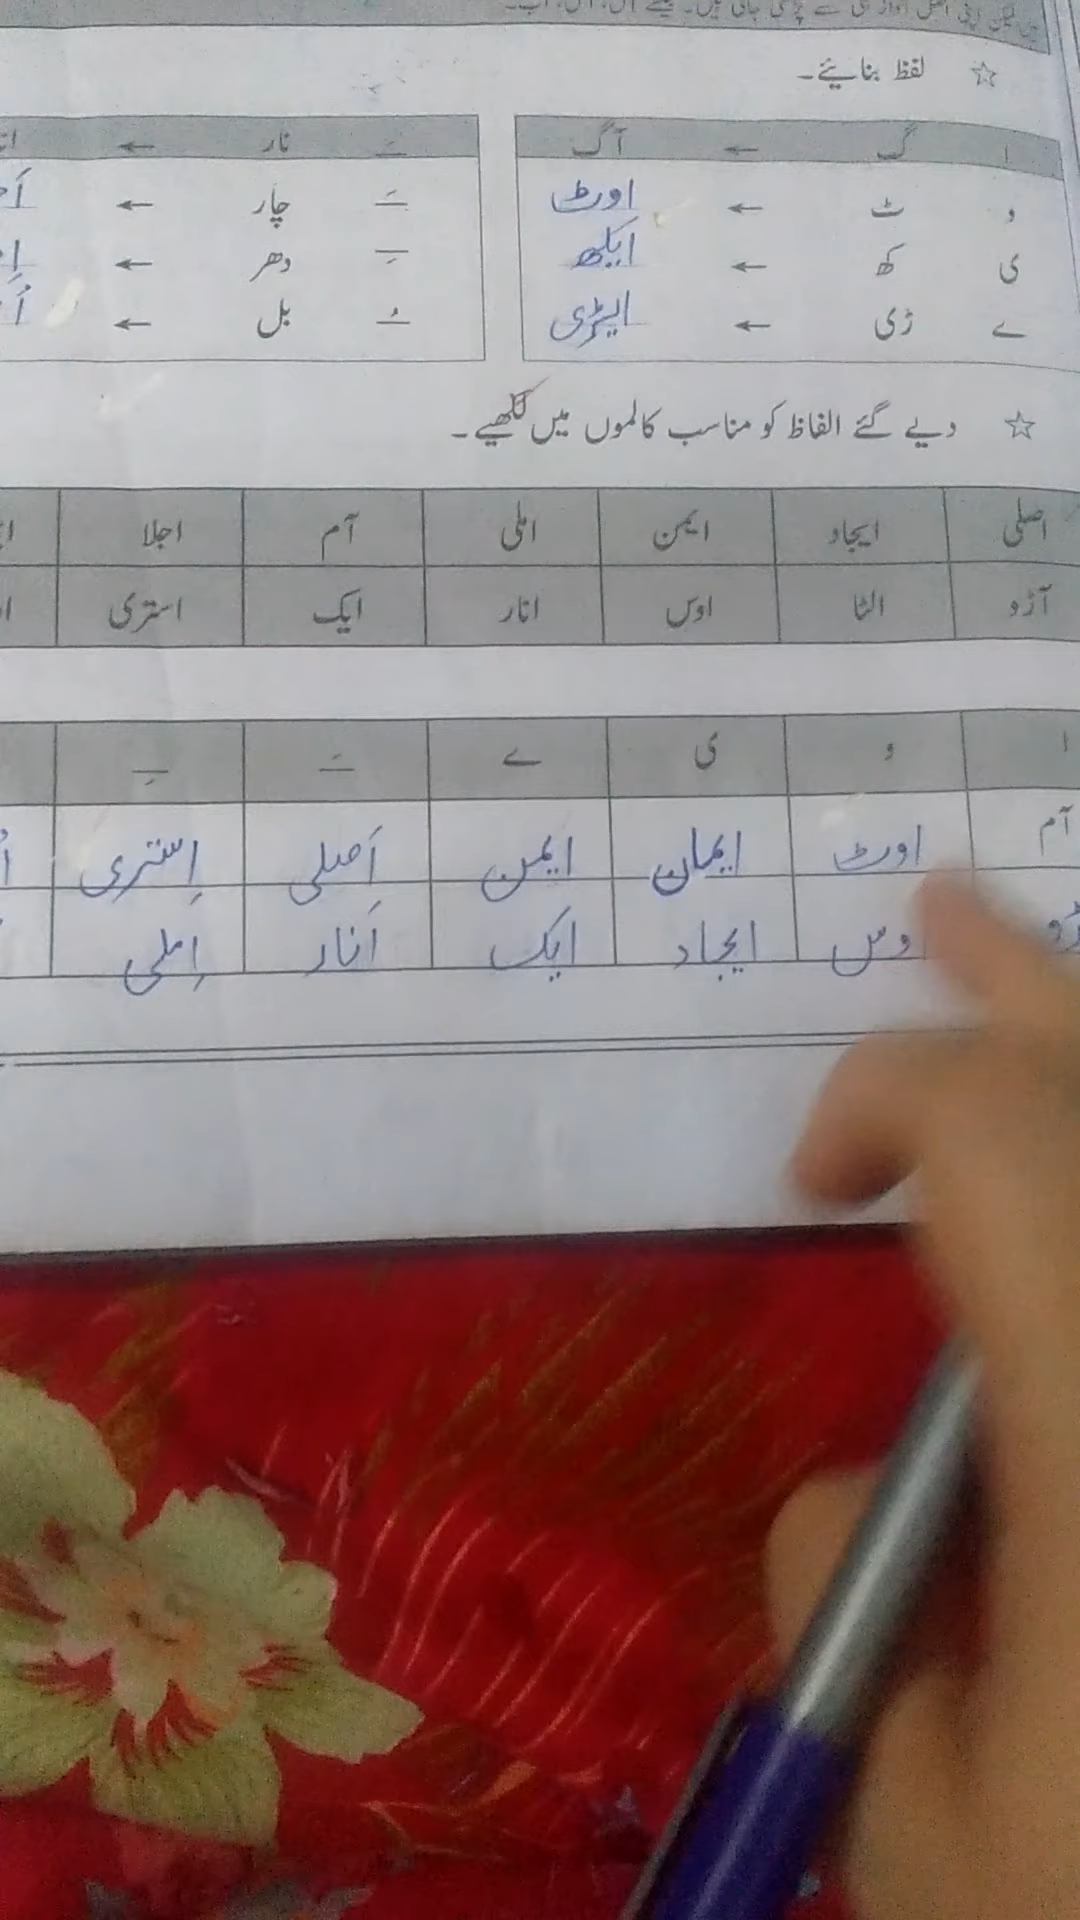 ☆ لفظ بنائیے۔
ا گ ← آگ
و ٹ ← اوٹ
ی کھ ← ایکھ
ے ڑی ← ایڑی
َ نار ←
َ چار ←
ِ دھر ←
ُ بل ←
☆ دیے گئے الفاظ کو مناسب کالموں میں لکھیے۔
اصلی ایجاد ایمن املی آم اجلا
آڑو الٹا اوس انار ایک استری
ا و ی ے َ ِ
آم اوٹ ایمان ایمن اَصلی اِستری
اوس ایجاد ایک اَنار اِملی